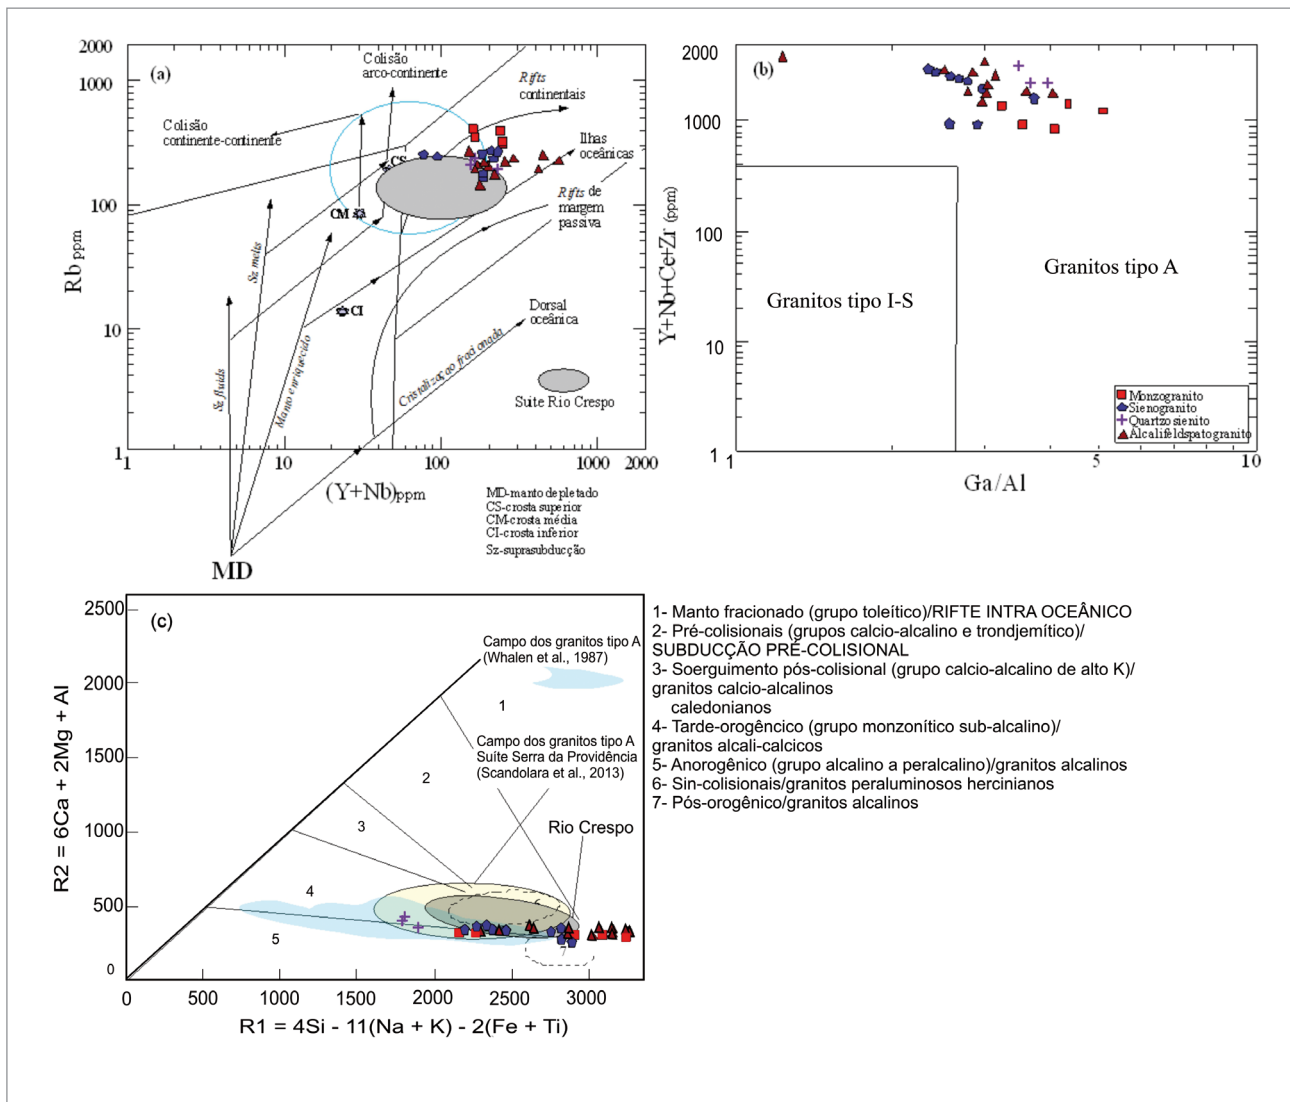 (a)
2000
1000
100
10
1
Rb ppm
Colisão
arco-continente
Colisão
continente-continente
Rifts
continentais
Ilhas
oceânicas
Rifts de
margem
passiva
Dorsal
oceânica
CS
CM
CI
Sz melts
Sz fluids
Manto enriquecido
Cristalização fracionada
Suíte Rio Crespo
1
10
100
1000
2000
(Y+Nb)ppm
MD
MD-manto depletado
CS-crosta superior
CM-crosta média
CI-crosta inferior
Sz-suprasubducção
(b)
2000
1000
100
10
1
Y+Nb+Ce+Zr (ppm)
Granitos tipo I-S
Granitos tipo A
Monzogranito
Sienogranito
Quartzo sienito
Alcalifeldspato granito
1
5
10
Ga/Al
(c)
2500
2000
1500
1000
500
0
R2 = 6Ca + 2Mg + Al
Campo dos granitos tipo A
(Whalen et al., 1987)
Campo dos granitos tipo A
Suíte Serra da Providência
(Scandolara et al., 2013)
Rio Crespo
1
2
3
4
5
6
7
0
500
1000
1500
2000
2500
3000
R1 = 4Si - 11(Na + K) - 2(Fe + Ti)
1- Manto fracionado (grupo toleítico)/RIFTE INTRA OCEÂNICO
2- Pré-colisionais (grupos calcio-alcalino e trondjemítico)/
SUBDUCÇÃO PRÉ-COLISIONAL
3- Soerguimento pós-colisional (grupo calcio-alcalino de alto K)/
granitos calcio-alcalinos
caledonianos
4- Tarde-orogêncico (grupo monzonítico sub-alcalino)/
granitos alcali-calcicos
5- Anorogênico (grupo alcalino a peralcalino)/granitos alcalinos
6- Sin-colisionais/granitos peraluminosos hercinianos
7- Pós-orogênico/granitos alcalinos